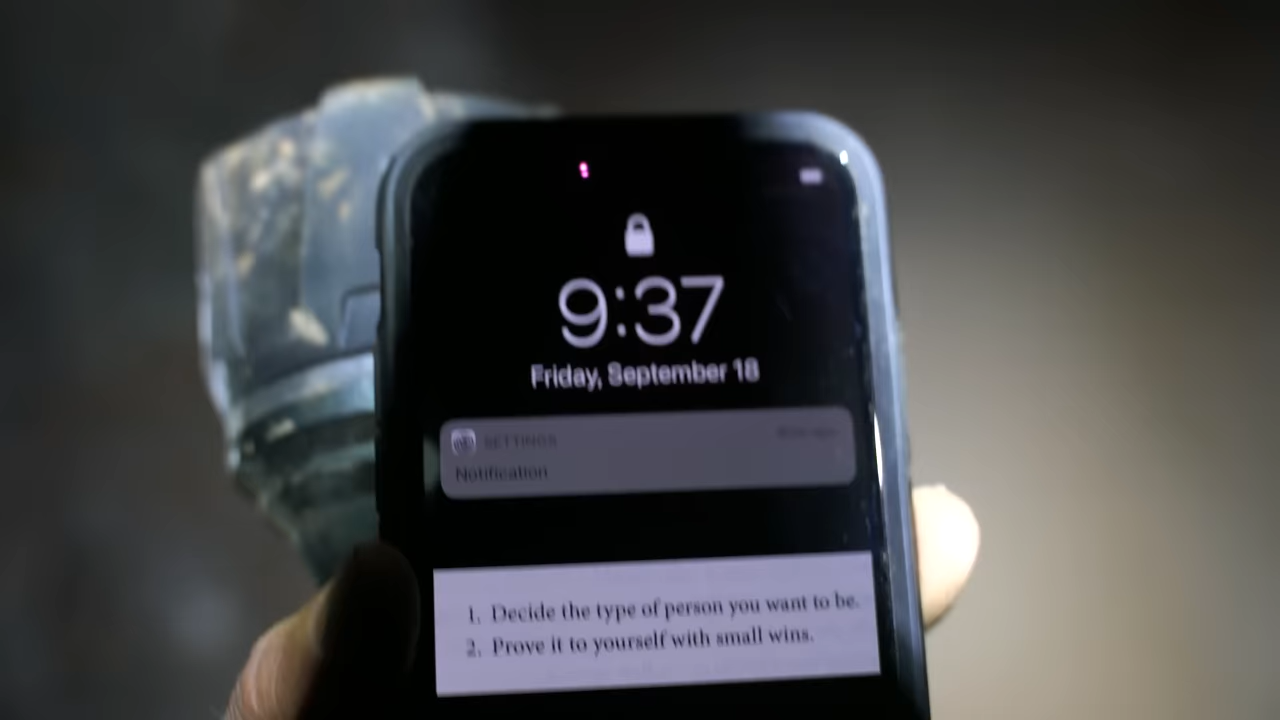 9:37
Friday, September 18
SETTINGS
Notification
1. Decide the type of person you want to be.
2. Prove it to yourself with small wins.